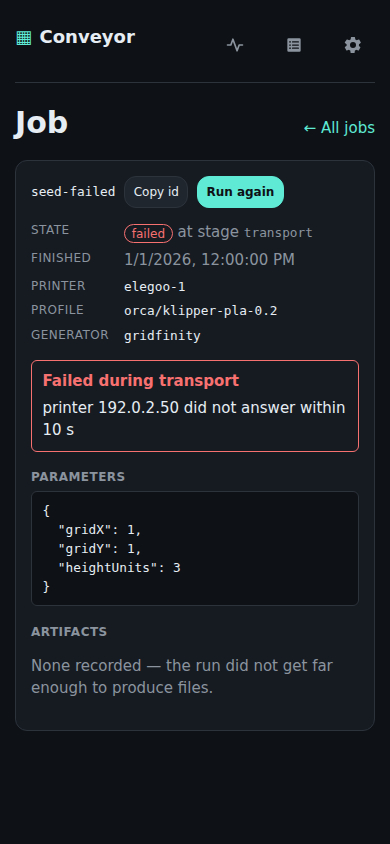 Conveyor
Job
← All jobs
seed-failed Copy id Run again
STATE failed at stage transport
FINISHED 1/1/2026, 12:00:00 PM
PRINTER elegoo-1
PROFILE orca/klipper-pla-0.2
GENERATOR gridfinity
Failed during transport
printer 192.0.2.50 did not answer within
10 s
PARAMETERS
{
  "gridX": 1,
  "gridY": 1,
  "heightUnits": 3
}
ARTIFACTS
None recorded — the run did not get far
enough to produce files.